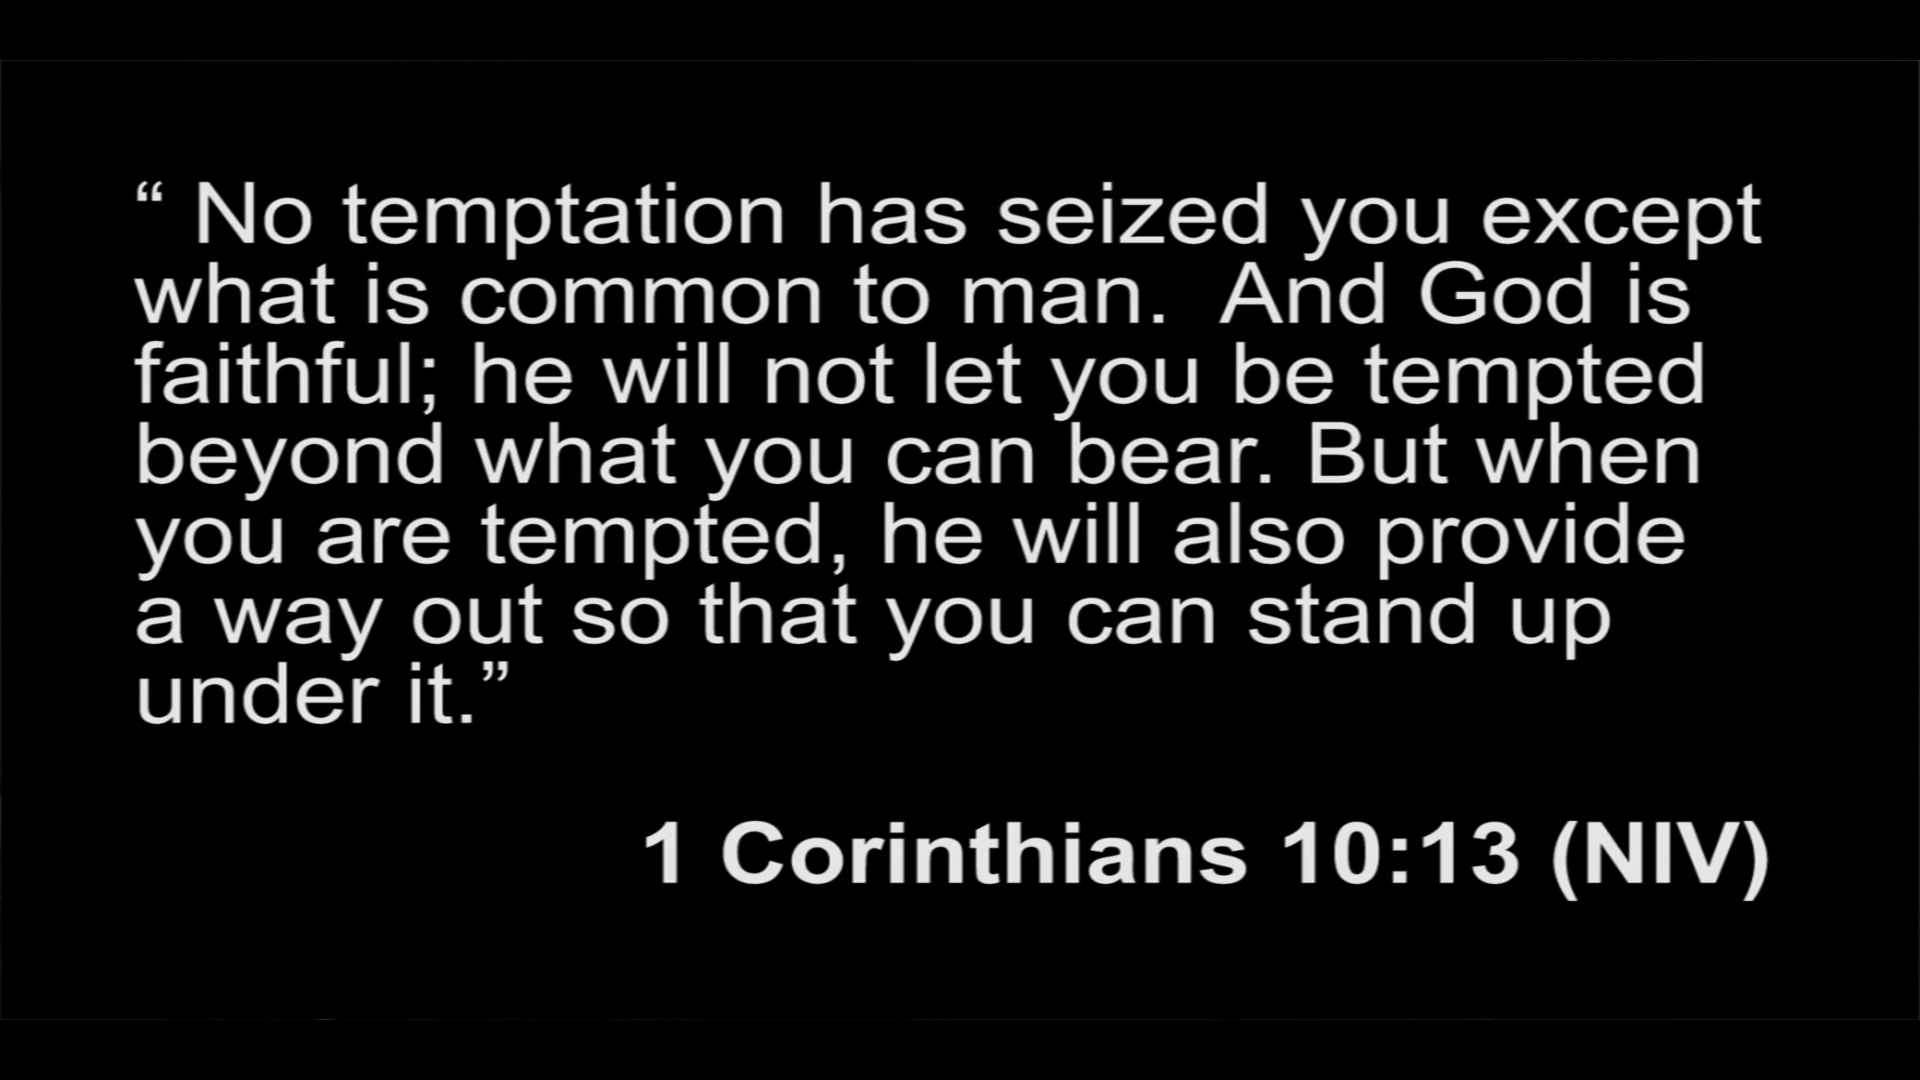 “ No temptation has seized you except
what is common to man.  And God is
faithful; he will not let you be tempted
beyond what you can bear. But when
you are tempted, he will also provide
a way out so that you can stand up
under it.”
1 Corinthians 10:13 (NIV)